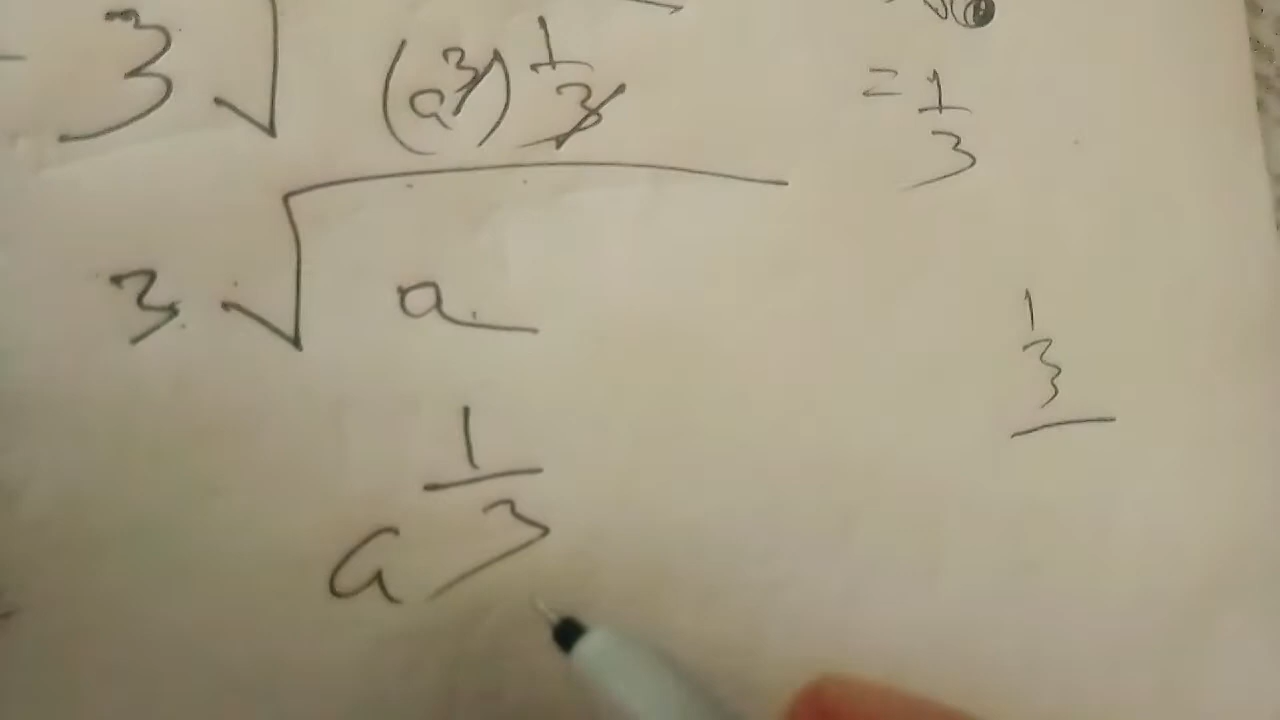 3√ (a³)^1/3
= 1/3
3√a
1
3
a^1/3